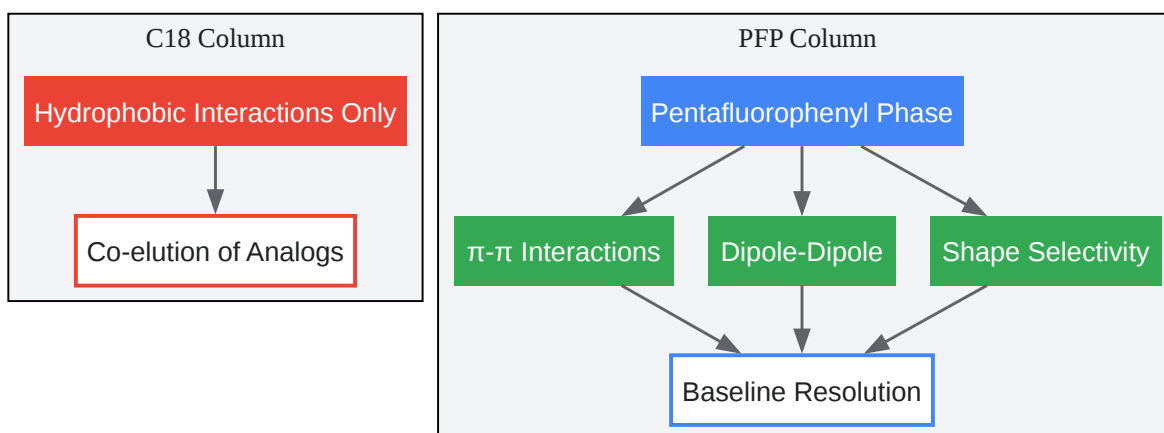 C18 Column
Hydrophobic Interactions Only
Co-elution of Analogs
PFP Column
Pentafluorophenyl Phase
π-π Interactions
Dipole-Dipole
Shape Selectivity
Baseline Resolution